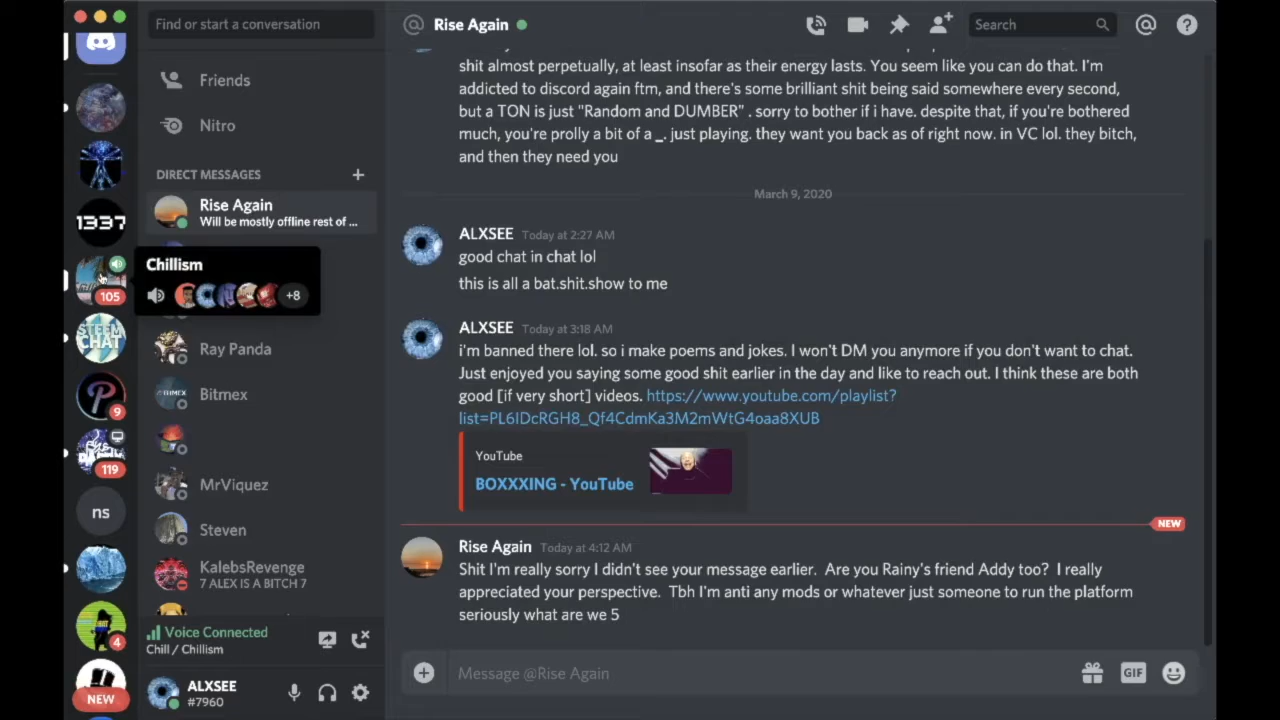 Find or start a conversation
Friends
Nitro
DIRECT MESSAGES
Rise Again
Will be mostly offline rest of ...
1337
Chillism
+8
105
STEEM
CHAT
Ray Panda
Bitmex
9
119
MrViquez
ns
Steven
KalebsRevenge
7 ALEX IS A BITCH 7
4
NEW
Voice Connected
Chill / Chillism
ALXSEE
#7960
Rise Again
Search
shit almost perpetually, at least insofar as their energy lasts. You seem like you can do that. I'm
addicted to discord again ftm, and there's some brilliant shit being said somewhere every second,
but a TON is just "Random and DUMBER" . sorry to bother if i have. despite that, if you're bothered
much, you're prolly a bit of a _. just playing. they want you back as of right now. in VC lol. they bitch,
and then they need you
March 9, 2020
ALXSEE Today at 2:27 AM
good chat in chat lol
this is all a bat.shit.show to me
ALXSEE Today at 3:18 AM
i'm banned there lol. so i make poems and jokes. I won't DM you anymore if you don't want to chat.
Just enjoyed you saying some good shit earlier in the day and like to reach out. I think these are both
good [if very short] videos. https://www.youtube.com/playlist?
list=PL6IDcRGH8_Qf4CdmKa3M2mWtG4oaa8XUB
YouTube
BOXXXING - YouTube
NEW
Rise Again Today at 4:12 AM
Shit I'm really sorry I didn't see your message earlier. Are you Rainy's friend Addy too? I really
appreciated your perspective. Tbh I'm anti any mods or whatever just someone to run the platform
seriously what are we 5
Message @Rise Again
GIF